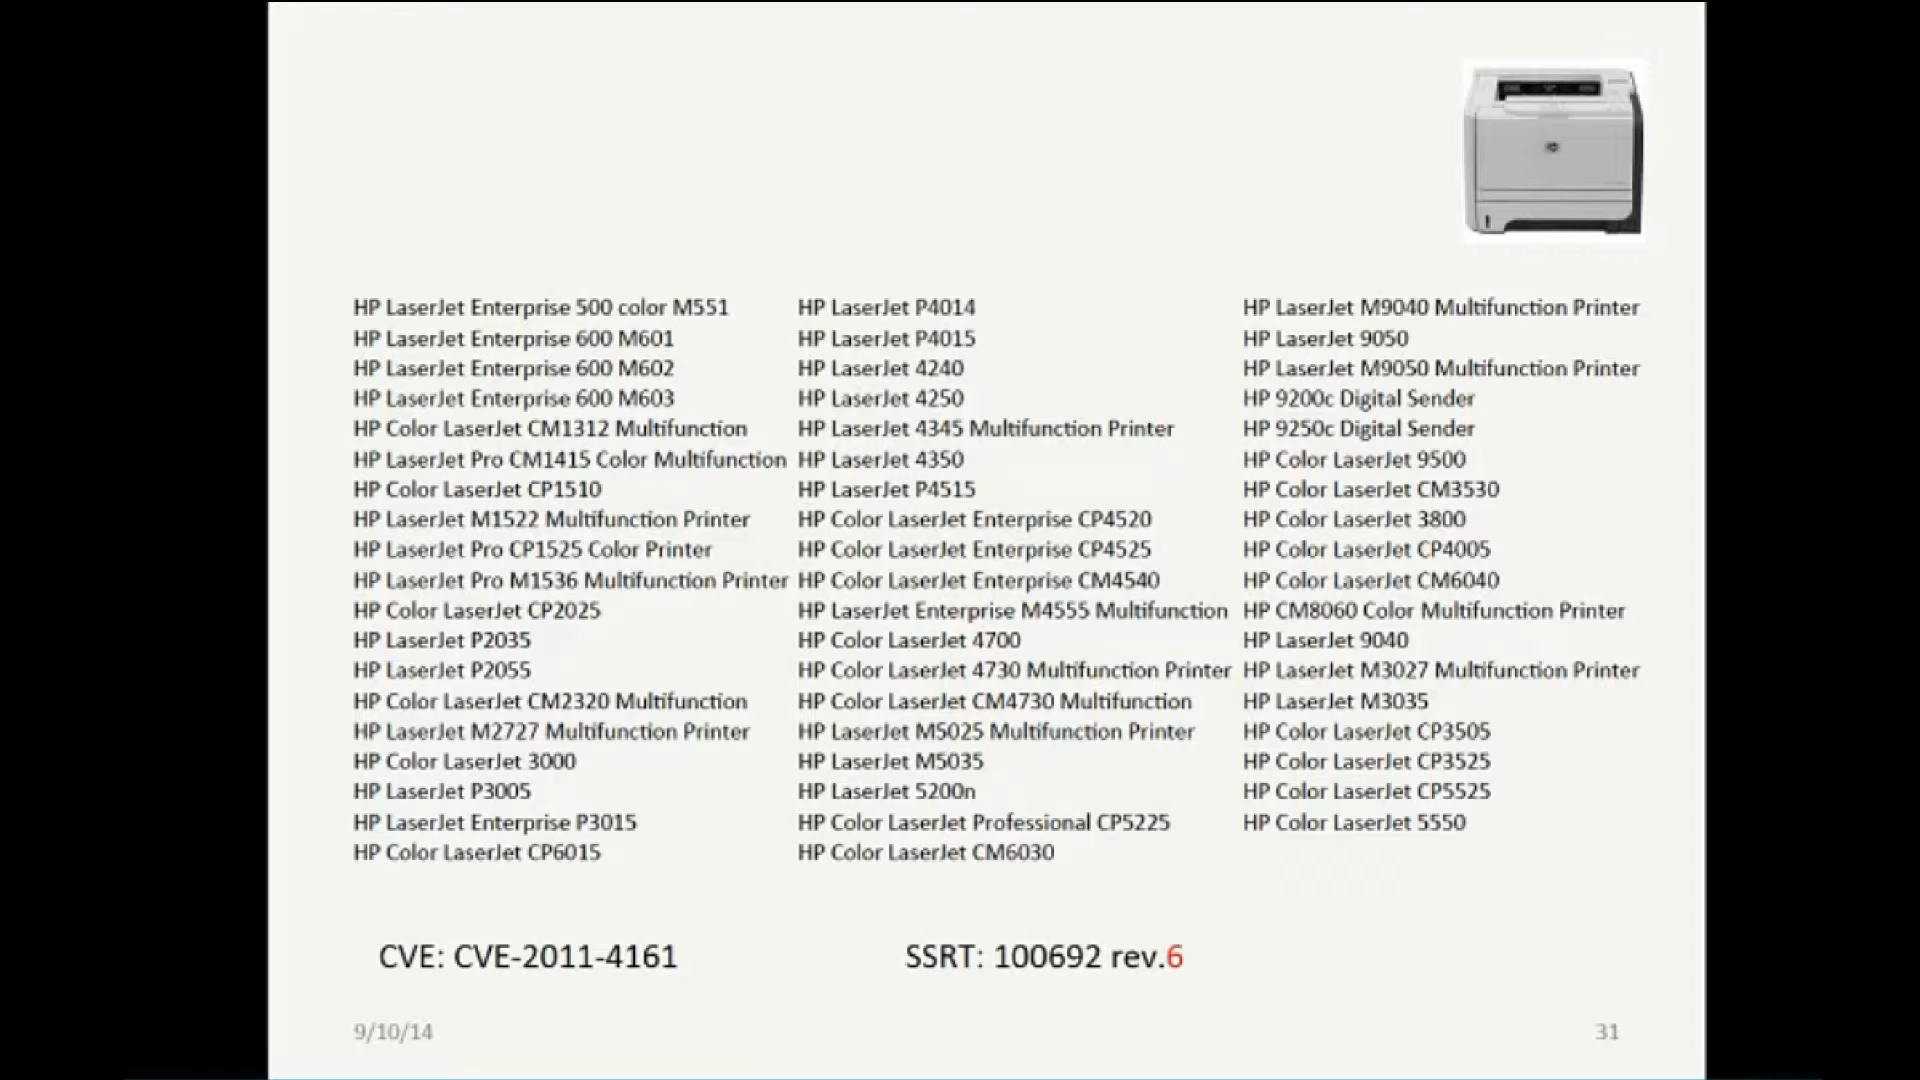 HP LaserJet Enterprise 500 color M551
HP LaserJet Enterprise 600 M601
HP LaserJet Enterprise 600 M602
HP LaserJet Enterprise 600 M603
HP Color LaserJet CM1312 Multifunction
HP LaserJet Pro CM1415 Color Multifunction
HP Color LaserJet CP1510
HP LaserJet M1522 Multifunction Printer
HP LaserJet Pro CP1525 Color Printer
HP LaserJet Pro M1536 Multifunction Printer
HP Color LaserJet CP2025
HP LaserJet P2035
HP LaserJet P2055
HP Color LaserJet CM2320 Multifunction
HP LaserJet M2727 Multifunction Printer
HP Color LaserJet 3000
HP LaserJet P3005
HP LaserJet Enterprise P3015
HP Color LaserJet CP6015
HP LaserJet P4014
HP LaserJet P4015
HP LaserJet 4240
HP LaserJet 4250
HP LaserJet 4345 Multifunction Printer
HP LaserJet 4350
HP LaserJet P4515
HP Color LaserJet Enterprise CP4520
HP Color LaserJet Enterprise CP4525
HP Color LaserJet Enterprise CM4540
HP LaserJet Enterprise M4555 Multifunction
HP Color LaserJet 4700
HP Color LaserJet 4730 Multifunction Printer
HP Color LaserJet CM4730 Multifunction
HP LaserJet M5025 Multifunction Printer
HP LaserJet M5035
HP LaserJet 5200n
HP Color LaserJet Professional CP5225
HP Color LaserJet CM6030
HP LaserJet M9040 Multifunction Printer
HP LaserJet 9050
HP LaserJet M9050 Multifunction Printer
HP 9200c Digital Sender
HP 9250c Digital Sender
HP Color LaserJet 9500
HP Color LaserJet CM3530
HP Color LaserJet 3800
HP Color LaserJet CP4005
HP Color LaserJet CM6040
HP CM8060 Color Multifunction Printer
HP LaserJet 9040
HP LaserJet M3027 Multifunction Printer
HP LaserJet M3035
HP Color LaserJet CP3505
HP Color LaserJet CP3525
HP Color LaserJet CP5525
HP Color LaserJet 5550
CVE: CVE-2011-4161
SSRT: 100692 rev.6
9/10/14
31